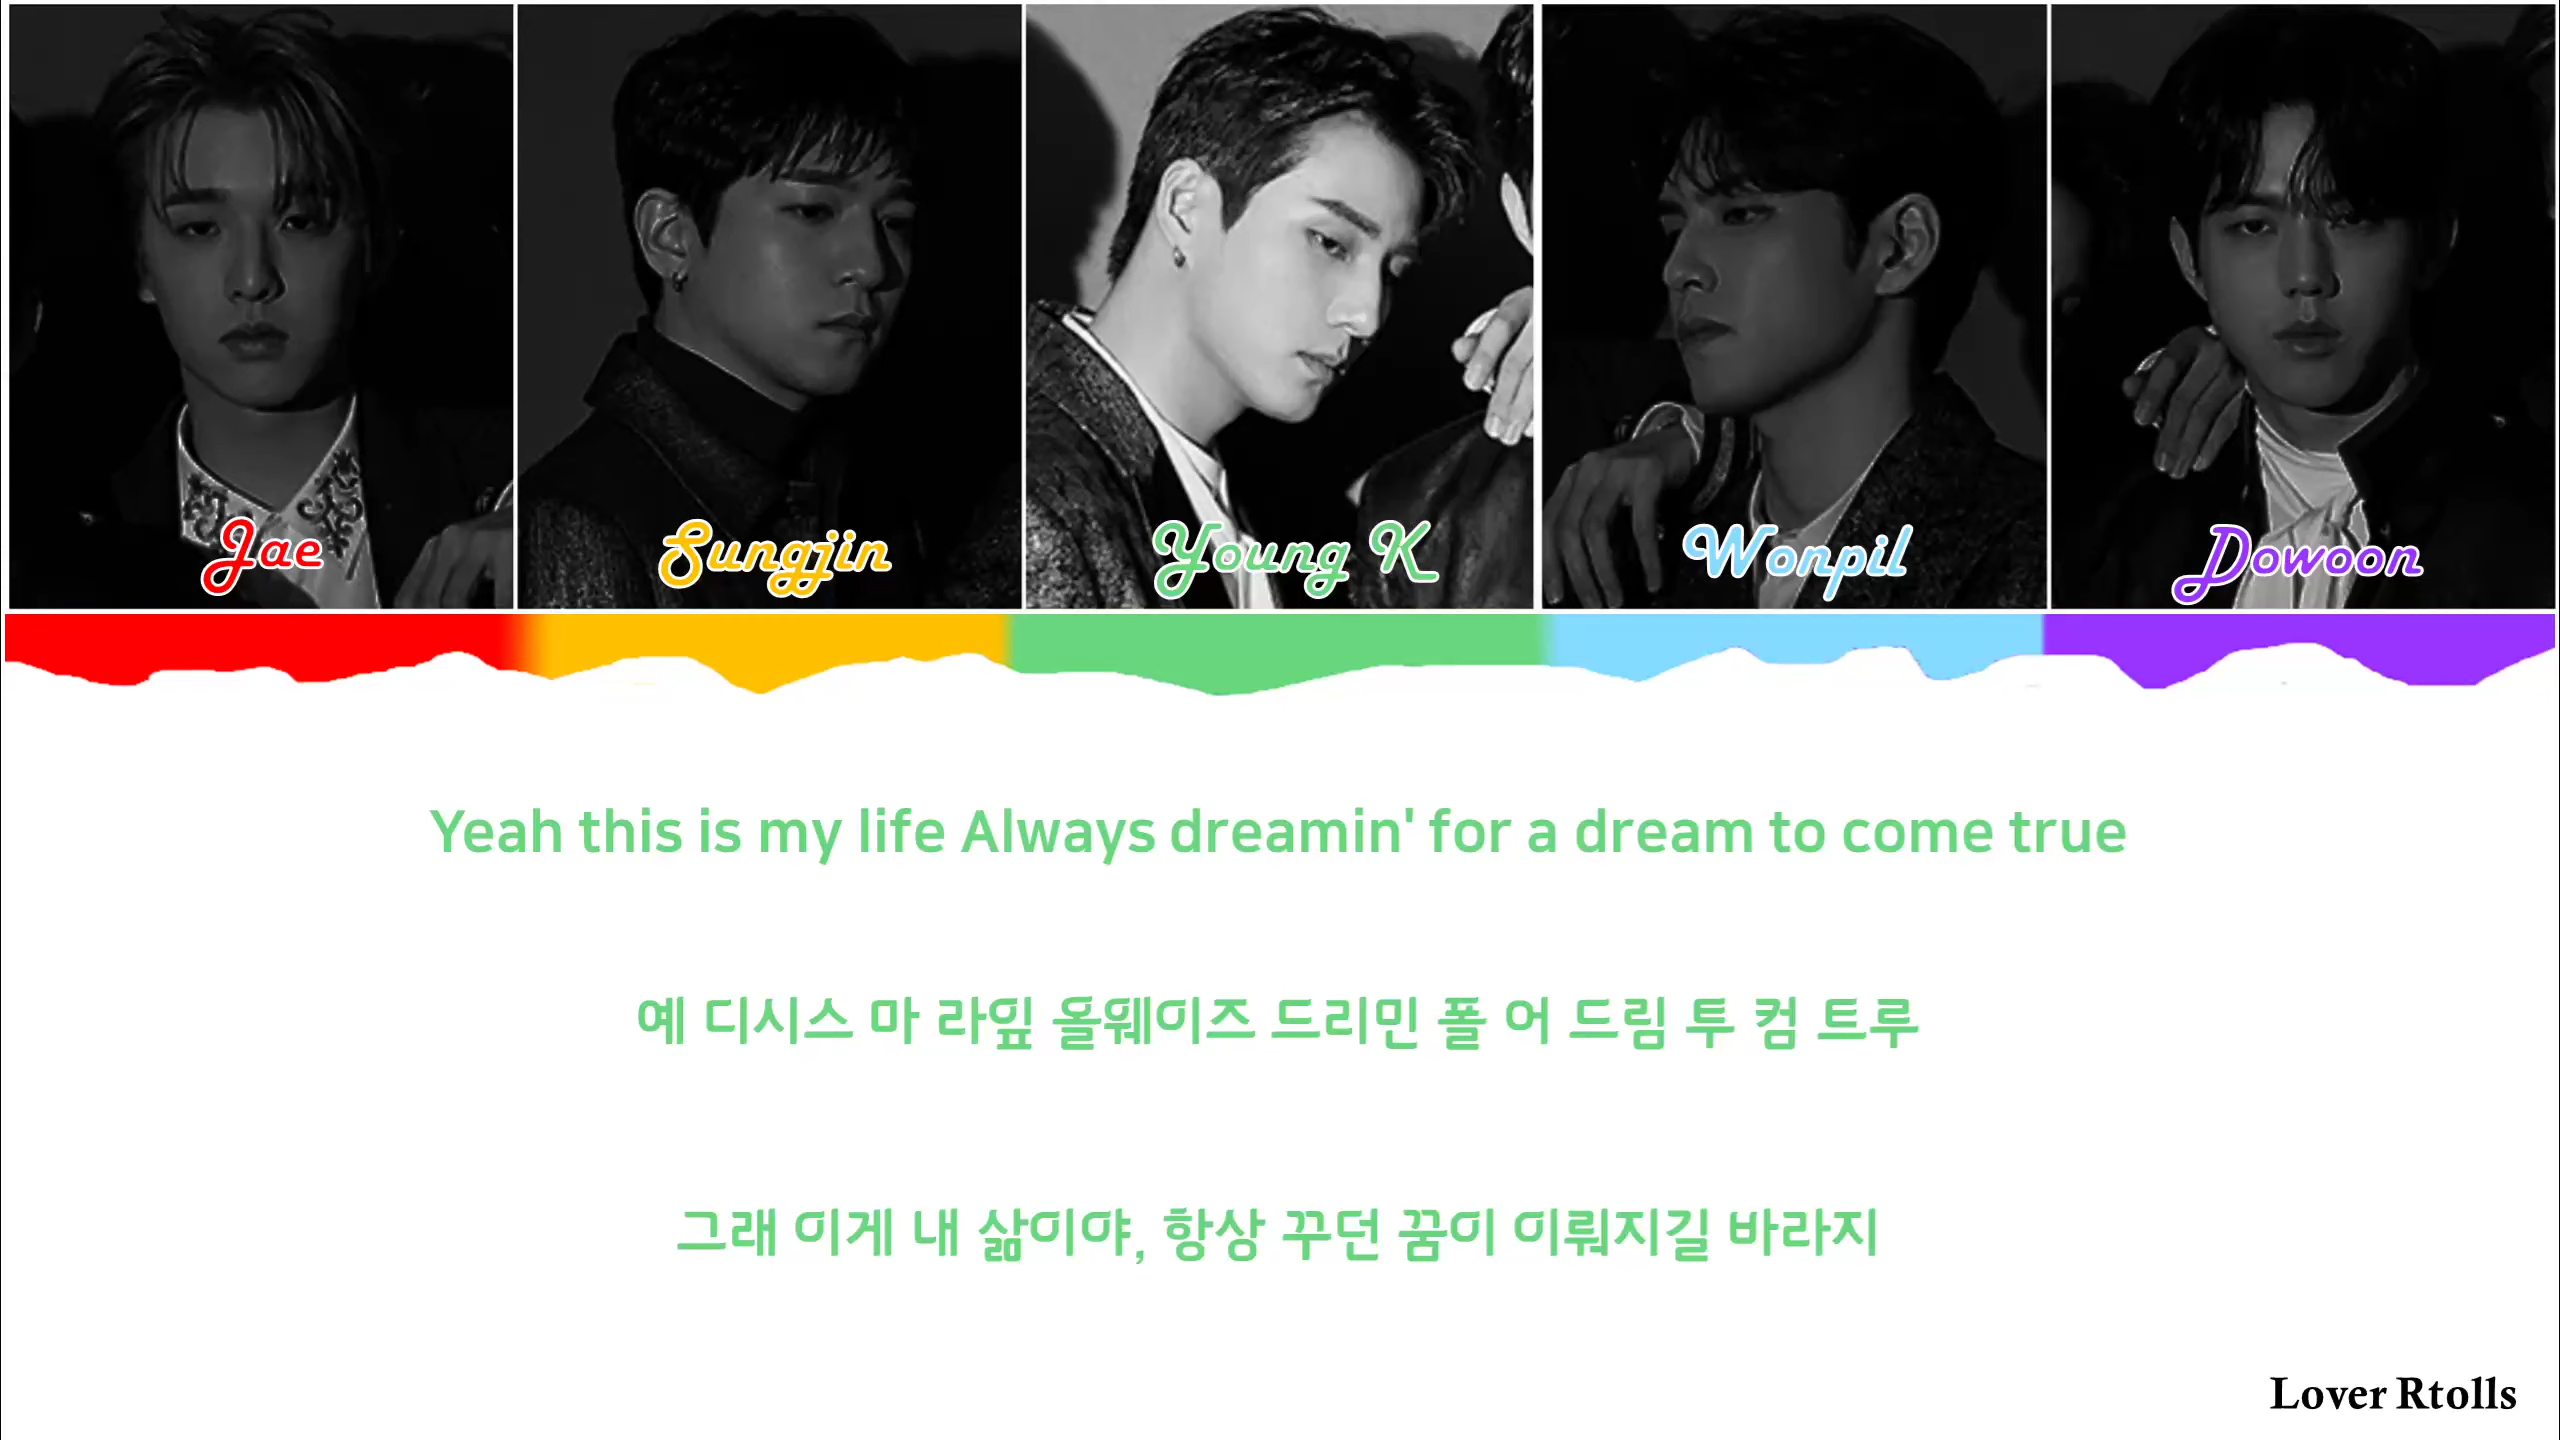 Jae
Sungjin
Young K
Wonpil
Dowoon
Yeah this is my life Always dreamin' for a dream to come true
예 디시스 마 라잎 올웨이즈 드리민 폴 어 드림 투 컴 트루
그래 이게 내 삶이야, 항상 꾸던 꿈이 이뤄지길 바라지
Lover Rtolls